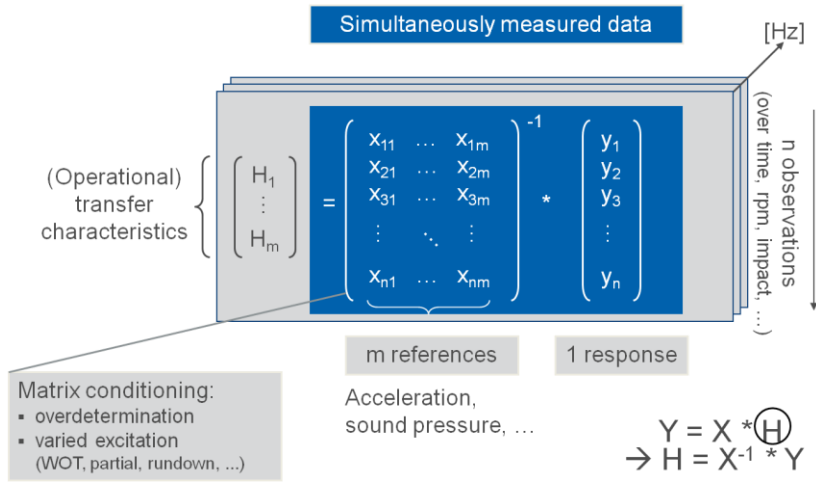 Simultaneously measured data
[Hz]
(Operational)
transfer
characteristics
H₁
⋮
Hₘ
=
x₁₁ … x₁ₘ
x₂₁ … x₂ₘ
x₃₁ … x₃ₘ
⋮ ⋱ ⋮
xₙ₁ … xₙₘ
-1
*
y₁
y₂
y₃
⋮
yₙ
n observations
(over time, rpm, impact, …)
m references
1 response
Acceleration,
sound pressure, …
Matrix conditioning:
▪ overdetermination
▪ varied excitation
(WOT, partial, rundown, ...)
Y = X * H
→ H = X⁻¹ * Y